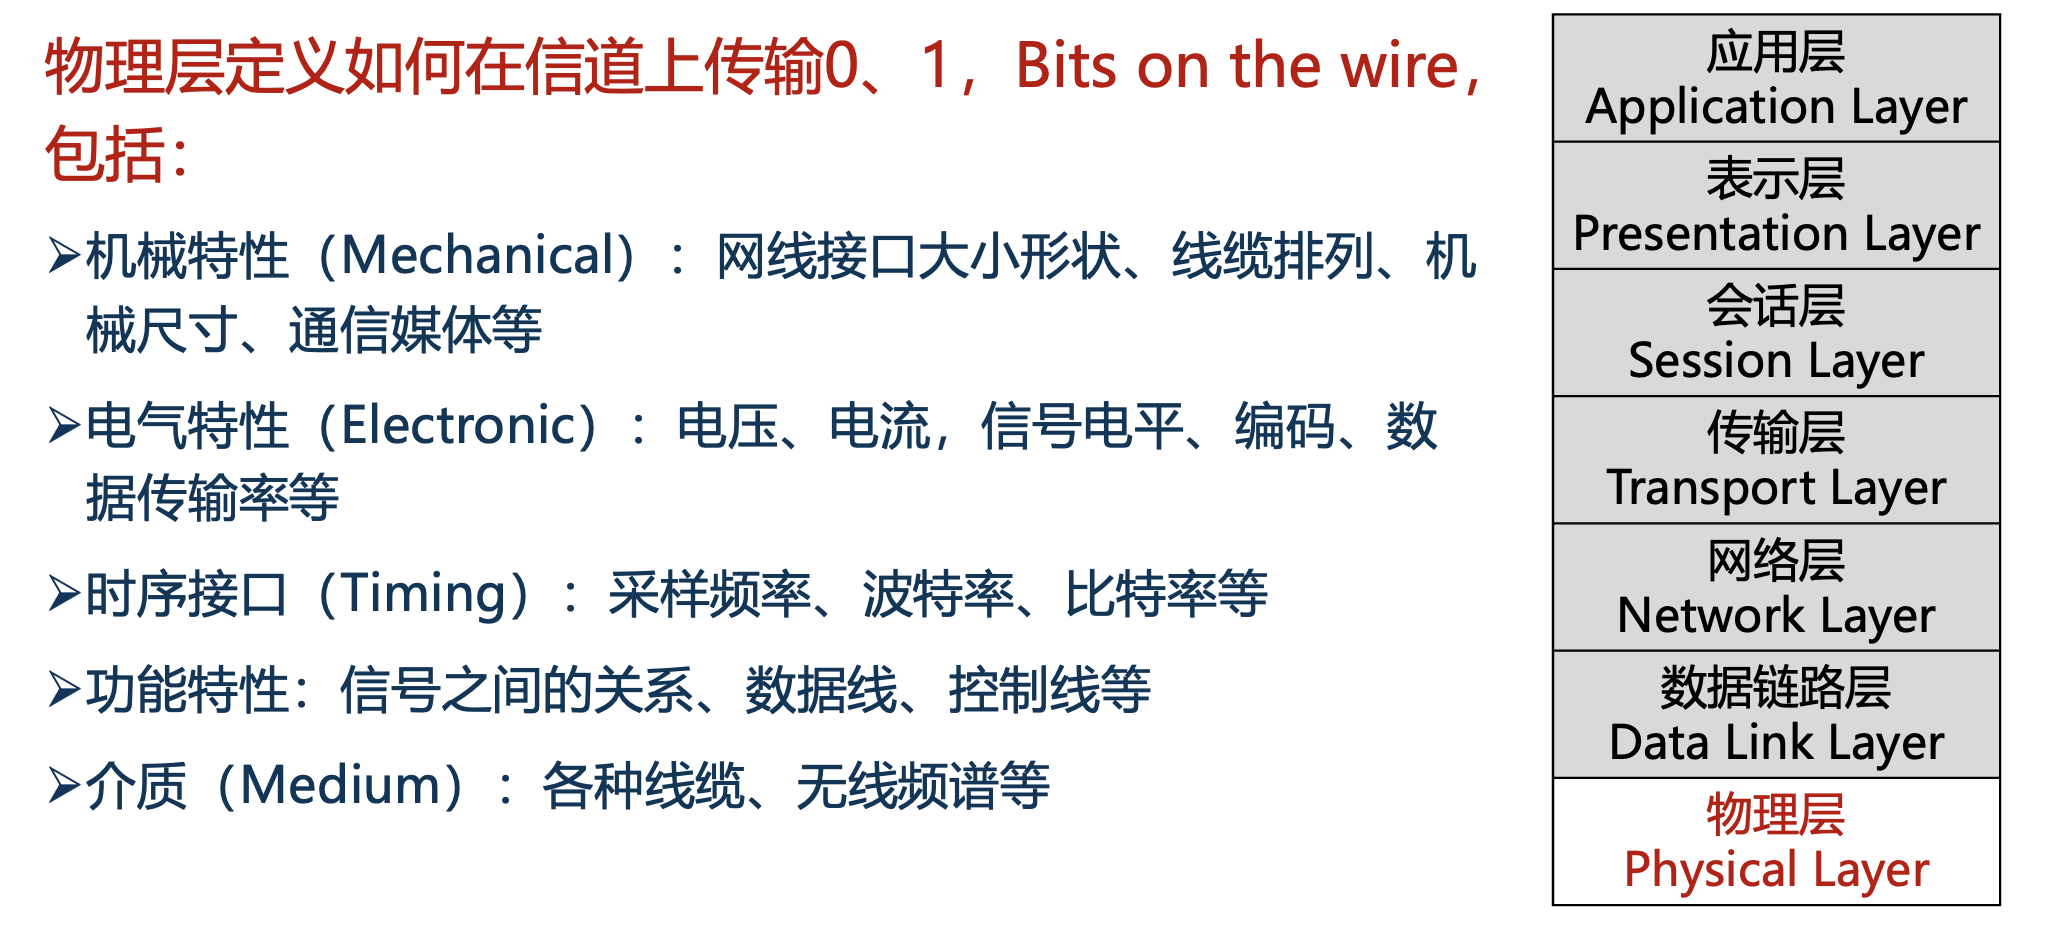 物理层定义如何在信道上传输0、1，Bits on the wire，
包括：
➢机械特性（Mechanical）：网线接口大小形状、线缆排列、机
械尺寸、通信媒体等
➢电气特性（Electronic）：电压、电流，信号电平、编码、数
据传输率等
➢时序接口（Timing）：采样频率、波特率、比特率等
➢功能特性：信号之间的关系、数据线、控制线等
➢介质（Medium）：各种线缆、无线频谱等
应用层
Application Layer
表示层
Presentation Layer
会话层
Session Layer
传输层
Transport Layer
网络层
Network Layer
数据链路层
Data Link Layer
物理层
Physical Layer